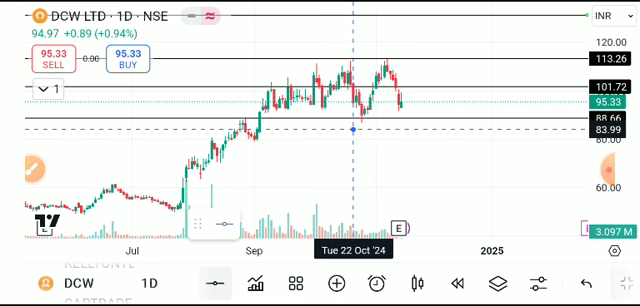 DCW LTD · 1D · NSE
INR
94.97 +0.89 (+0.94%)
95.33
SELL
0.00
95.33
BUY
1
120.00
113.26
101.72
95.33
88.66
83.99
80.00
60.00
3.097 M
E
Jul
Sep
Tue 22 Oct '24
2025
DCW 1D